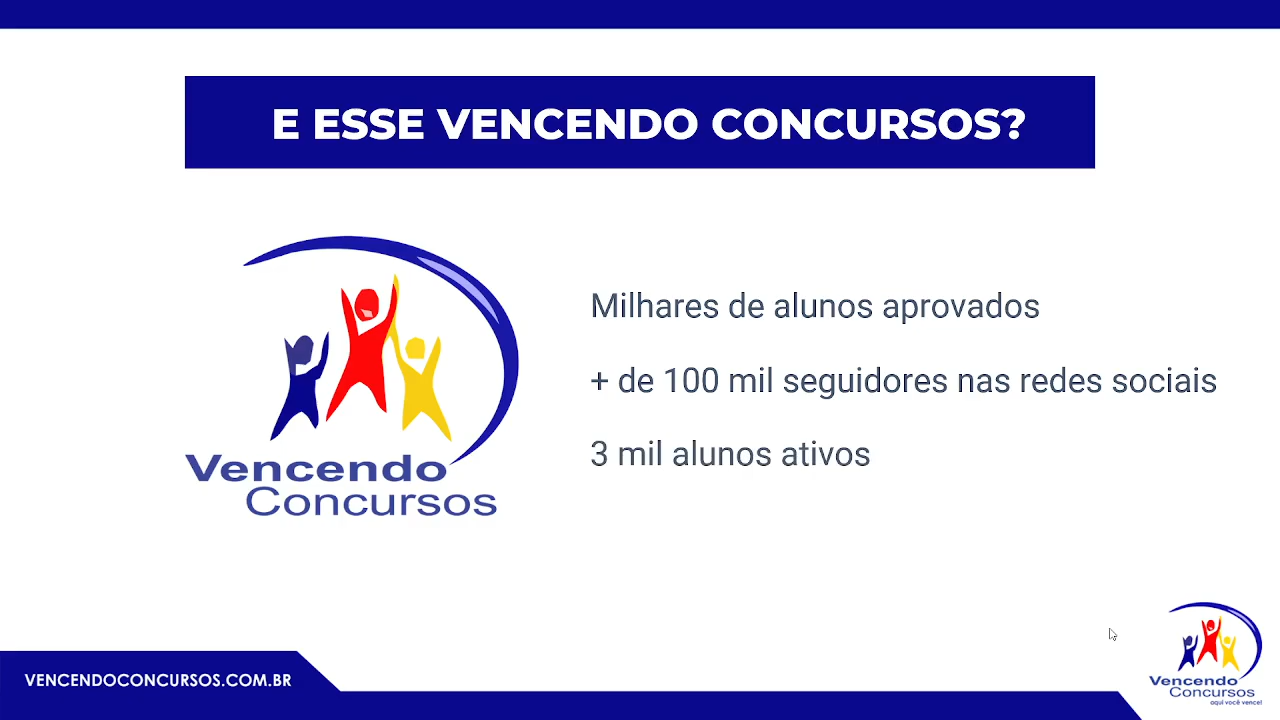 E ESSE VENCENDO CONCURSOS?
Vencendo
Concursos
Milhares de alunos aprovados
+ de 100 mil seguidores nas redes sociais
3 mil alunos ativos
VENCENDOCONCURSOS.COM.BR
Vencendo
Concursos
aqui você vence!